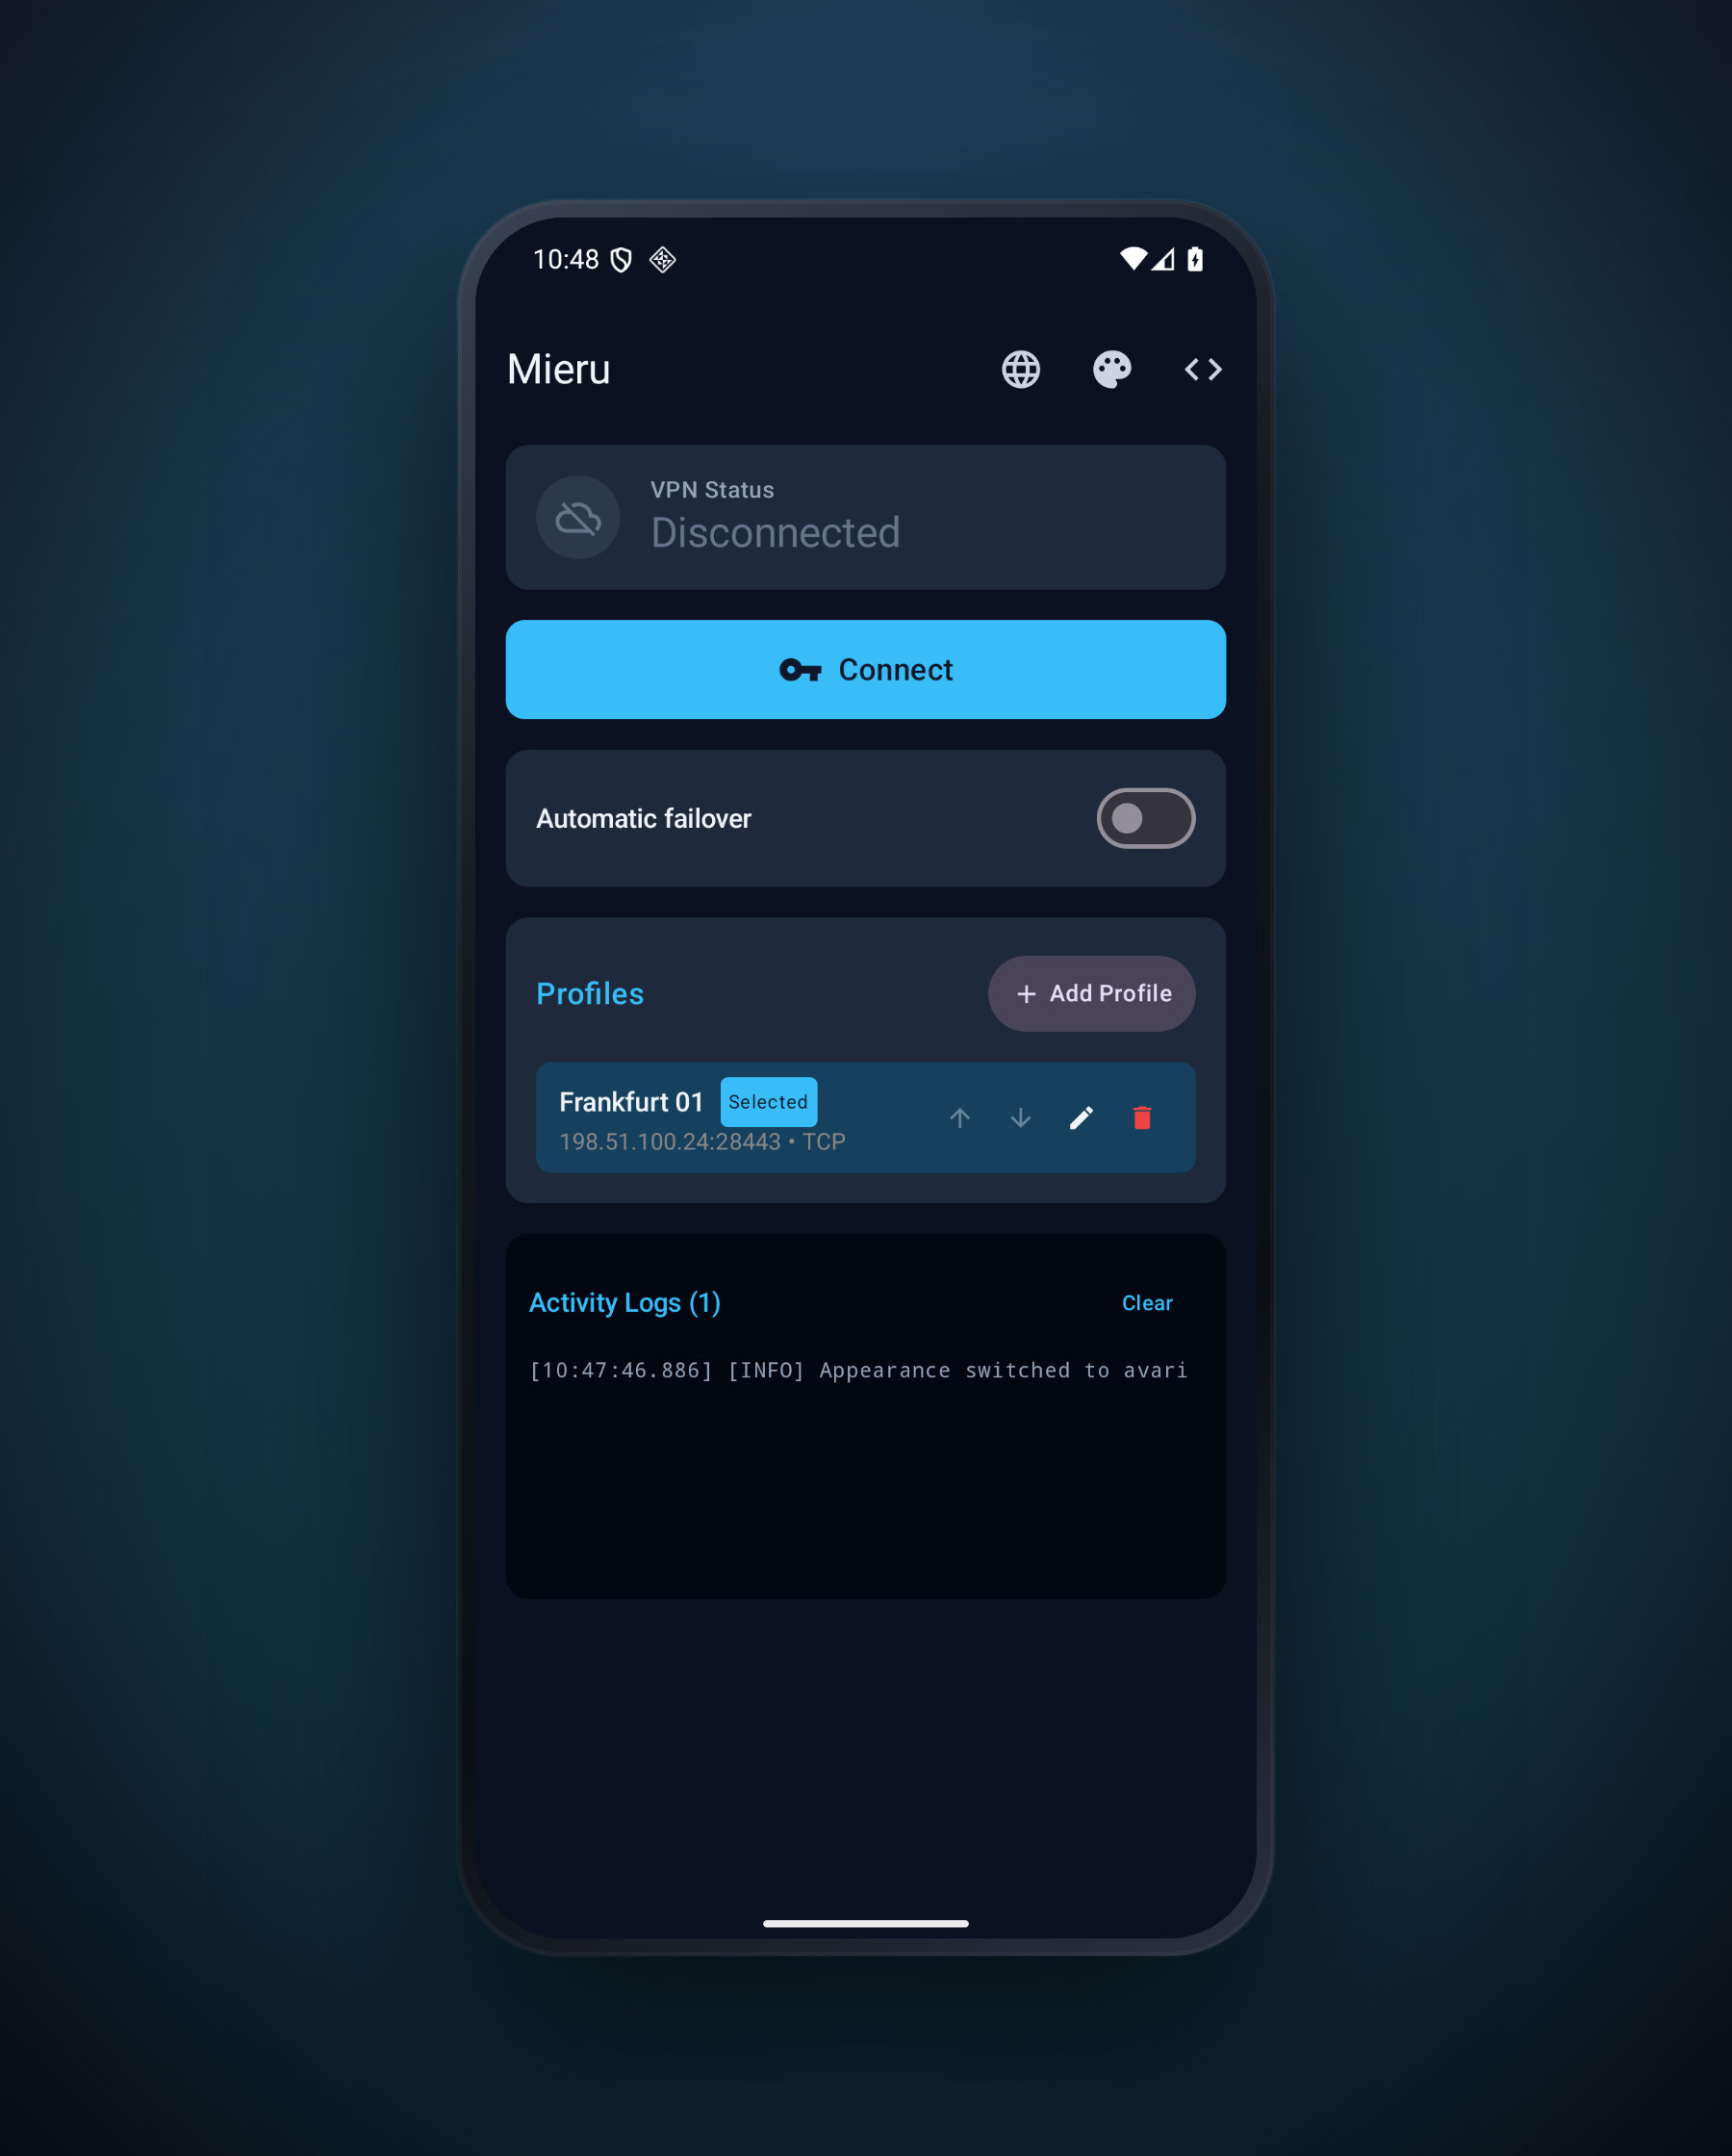 10:48
Mieru
VPN Status
Disconnected
Connect
Automatic failover
Profiles
Add Profile
Frankfurt 01 Selected
198.51.100.24:28443 • TCP
Activity Logs (1)
Clear
[10:47:46.886] [INFO] Appearance switched to avari